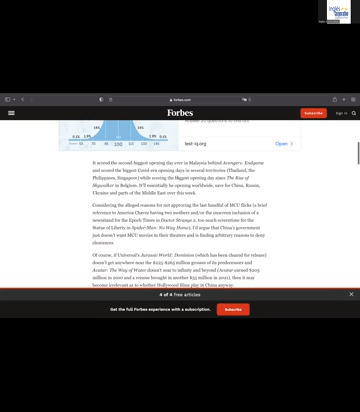 inglés
corporativo
forbes.com
Forbes
Subscribe
Sign In
test-iq.org
Open
It scored the second-biggest opening day ever in Malaysia behind Avengers: Endgame
and scored the biggest Covid-era opening days in several territories (Thailand, the
Philippines, Singapore) while scoring the biggest opening day since The Rise of
Skywalker in Belgium. It'll essentially be opening worldwide, save for China, Russia,
Ukraine and parts of the Middle East over this week.
Considering the alleged reasons for not approving the last handful of MCU flicks (a brief
reference to America Chavez having two mothers and/or the onscreen inclusion of a
newsstand for the Epoch Times in Doctor Strange 2, too much screentime for the
Statue of Liberty in Spider-Man: No Way Home), I'd argue that China's government
just doesn't want MCU movies in their theaters and is finding arbitrary reasons to deny
clearances.
Of course, if Universal's Jurassic World: Dominion (which has been cleared for release)
doesn't get anywhere near the $225-$265 million grosses of its predecessors and
Avatar: The Way of Water doesn't soar to infinity and beyond (Avatar earned $203
million in 2010 and a reissue brought in another $55 million in 2021), then it may
become irrelevant as to whether Hollywood films play in China anyway.
4 of 4 free articles
Get the full Forbes experience with a subscription.
Subscribe